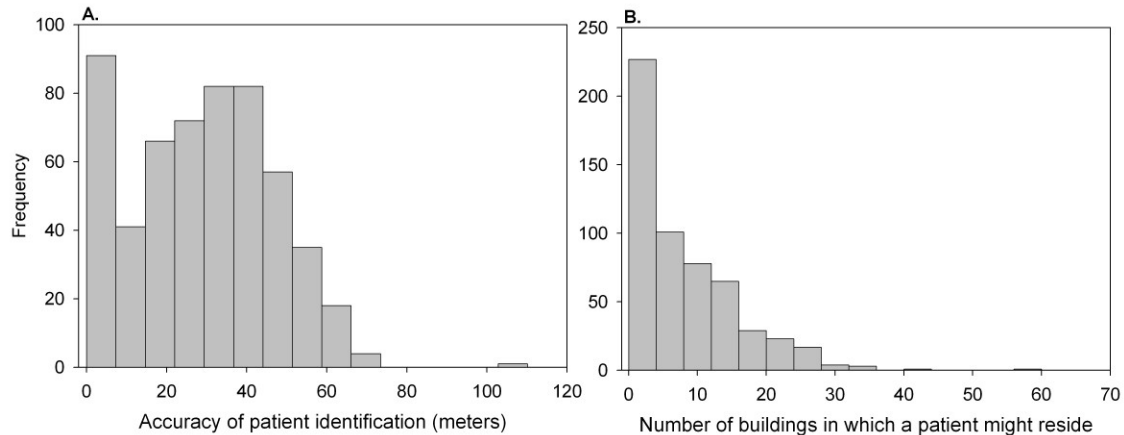 A.
100
80
60
40
20
0
Frequency
0 20 40 60 80 100 120
Accuracy of patient identification (meters)
B.
250
200
150
100
50
0
0 10 20 30 40 50 60 70
Number of buildings in which a patient might reside